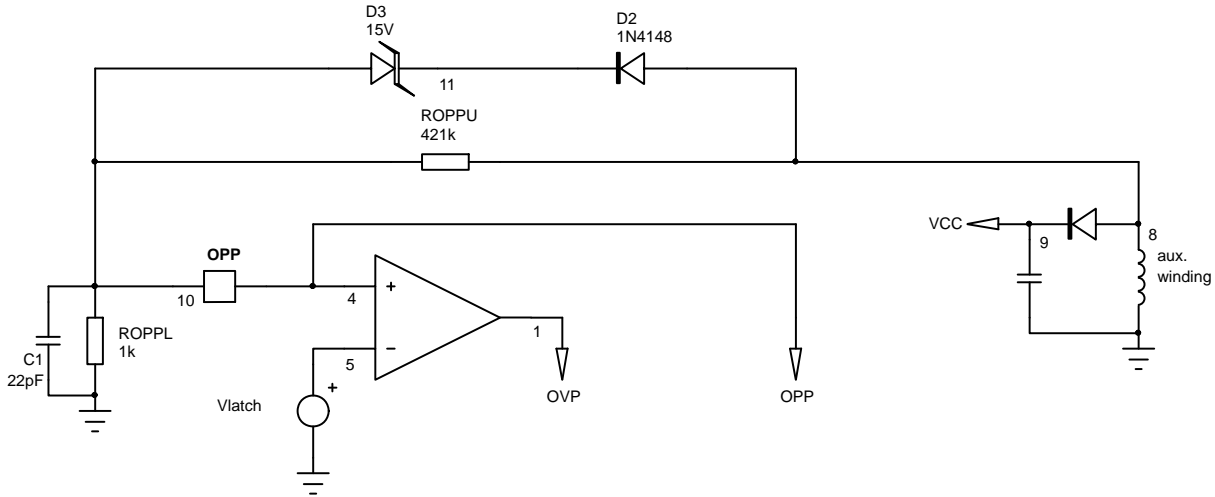 D3
15V
D2
1N4148
11
ROPPU
421k
VCC
9
8
aux.
winding
OPP
10
4
+
ROPPL
1k
1
C1
22pF
5
−
+
Vlatch
OVP
OPP